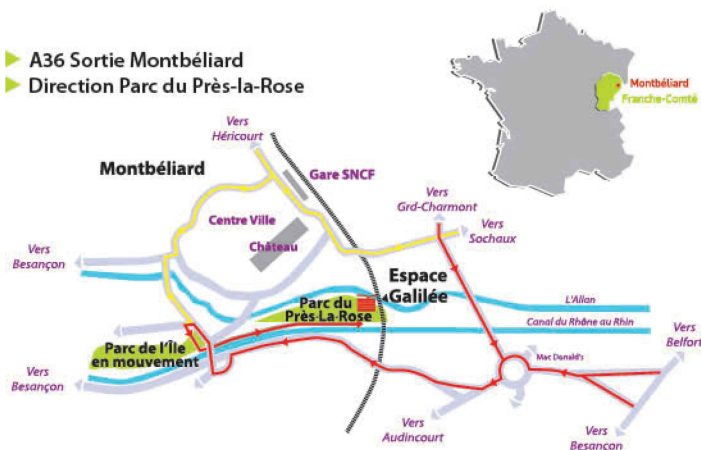 A36 Sortie Montbéliard
Direction Parc du Près-la-Rose
Montbéliard
Franche-Comté
Vers
Héricourt
Montbéliard
Gare SNCF
Vers
Grd-Charmont
Centre Ville
Vers
Sochaux
Château
Vers
Besançon
Espace
Galilée
Parc du
Près-La-Rose
L'Allan
Canal du Rhône au Rhin
Parc de l'Île
en mouvement
Vers
Belfort
Mac Donald's
Vers
Besançon
Vers
Audincourt
Vers
Besançon